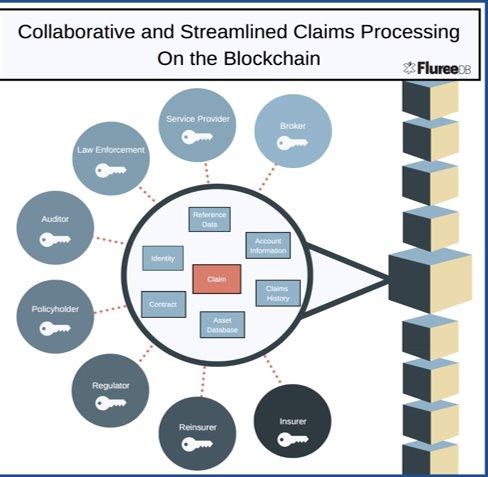 Collaborative and Streamlined Claims Processing
On the Blockchain
FlureeDB
Service Provider
Broker
Law Enforcement
Reference
Data
Auditor
Account
Information
Identity
Claim
Claims
History
Contract
Policyholder
Asset
Database
Regulator
Reinsurer
Insurer